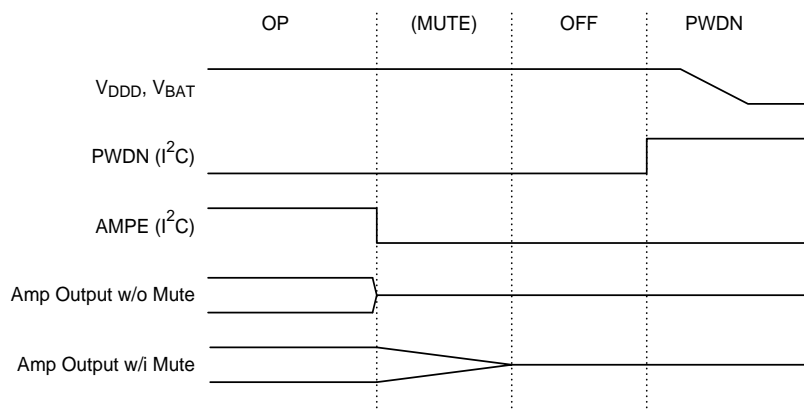 OP (MUTE) OFF PWDN
VDDD, VBAT
PWDN (I2C)
AMPE (I2C)
Amp Output w/o Mute
Amp Output w/i Mute